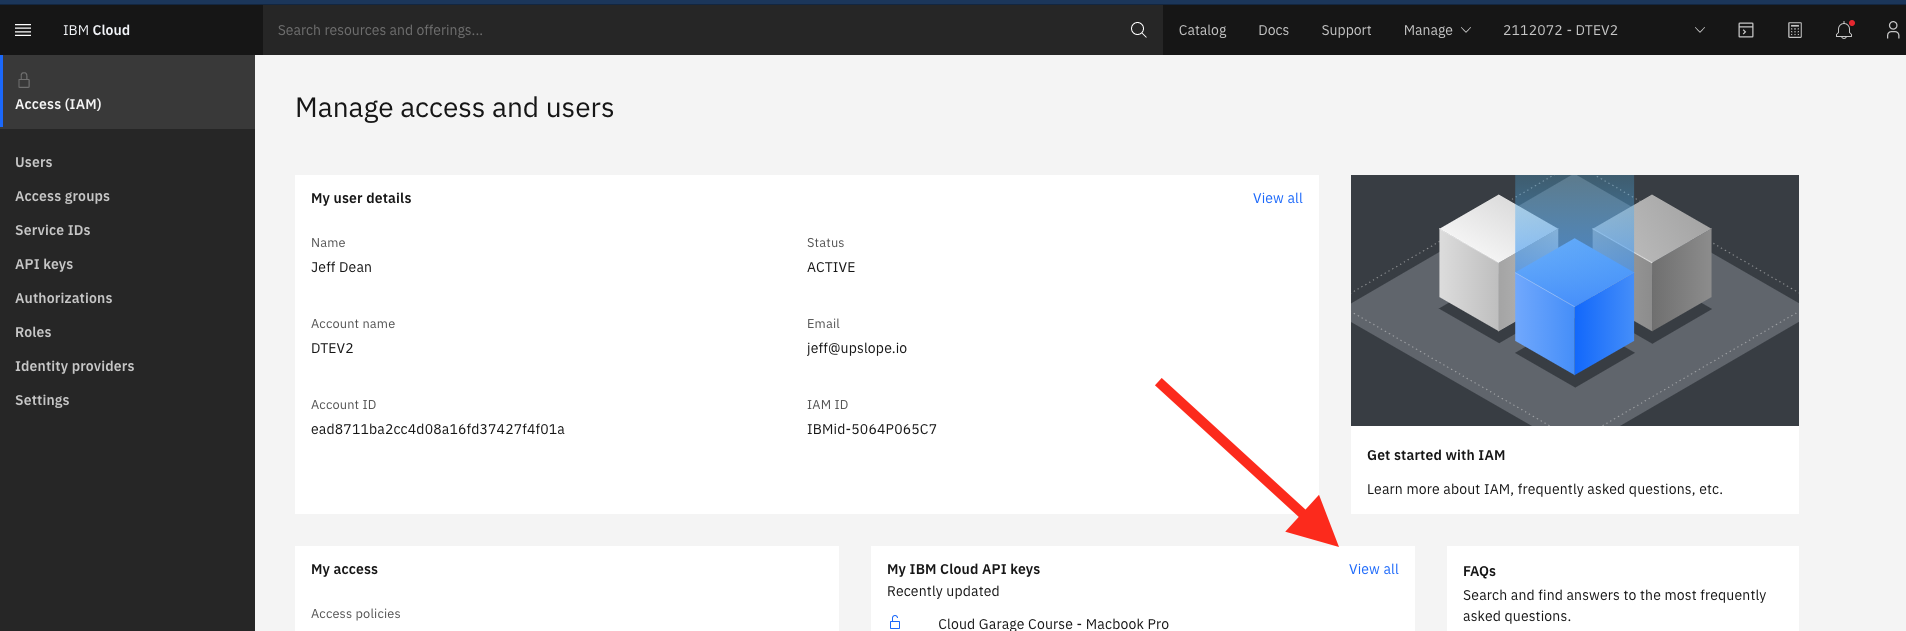 IBM Cloud
Search resources and offerings...
Catalog
Docs
Support
Manage
2112072 - DTEV2
Access (IAM)
Users
Access groups
Service IDs
API keys
Authorizations
Roles
Identity providers
Settings
Manage access and users
My user details
View all
Name
Jeff Dean
Status
ACTIVE
Account name
DTEV2
Email
jeff@upslope.io
Account ID
ead8711ba2cc4d08a16fd37427f4f01a
IAM ID
IBMid-5064P065C7
Get started with IAM
Learn more about IAM, frequently asked questions, etc.
My access
Access policies
My IBM Cloud API keys
View all
Recently updated
Cloud Garage Course - Macbook Pro
FAQs
Search and find answers to the most frequently
asked questions.